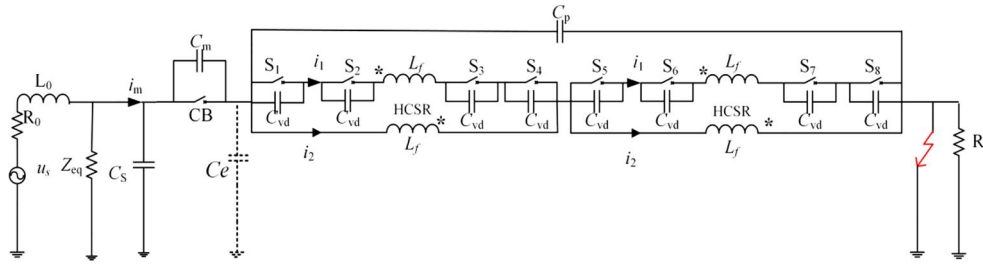 Cp
Cm
L0 im S1 i1 S2 * Lf S3 S4 S5 i1 S6 * Lf S7 S8
R0 CB Cvd Cvd HCSR Cvd Cvd Cvd Cvd HCSR Cvd Cvd
us Zeq CS Ce i2 Lf * i2 Lf * R